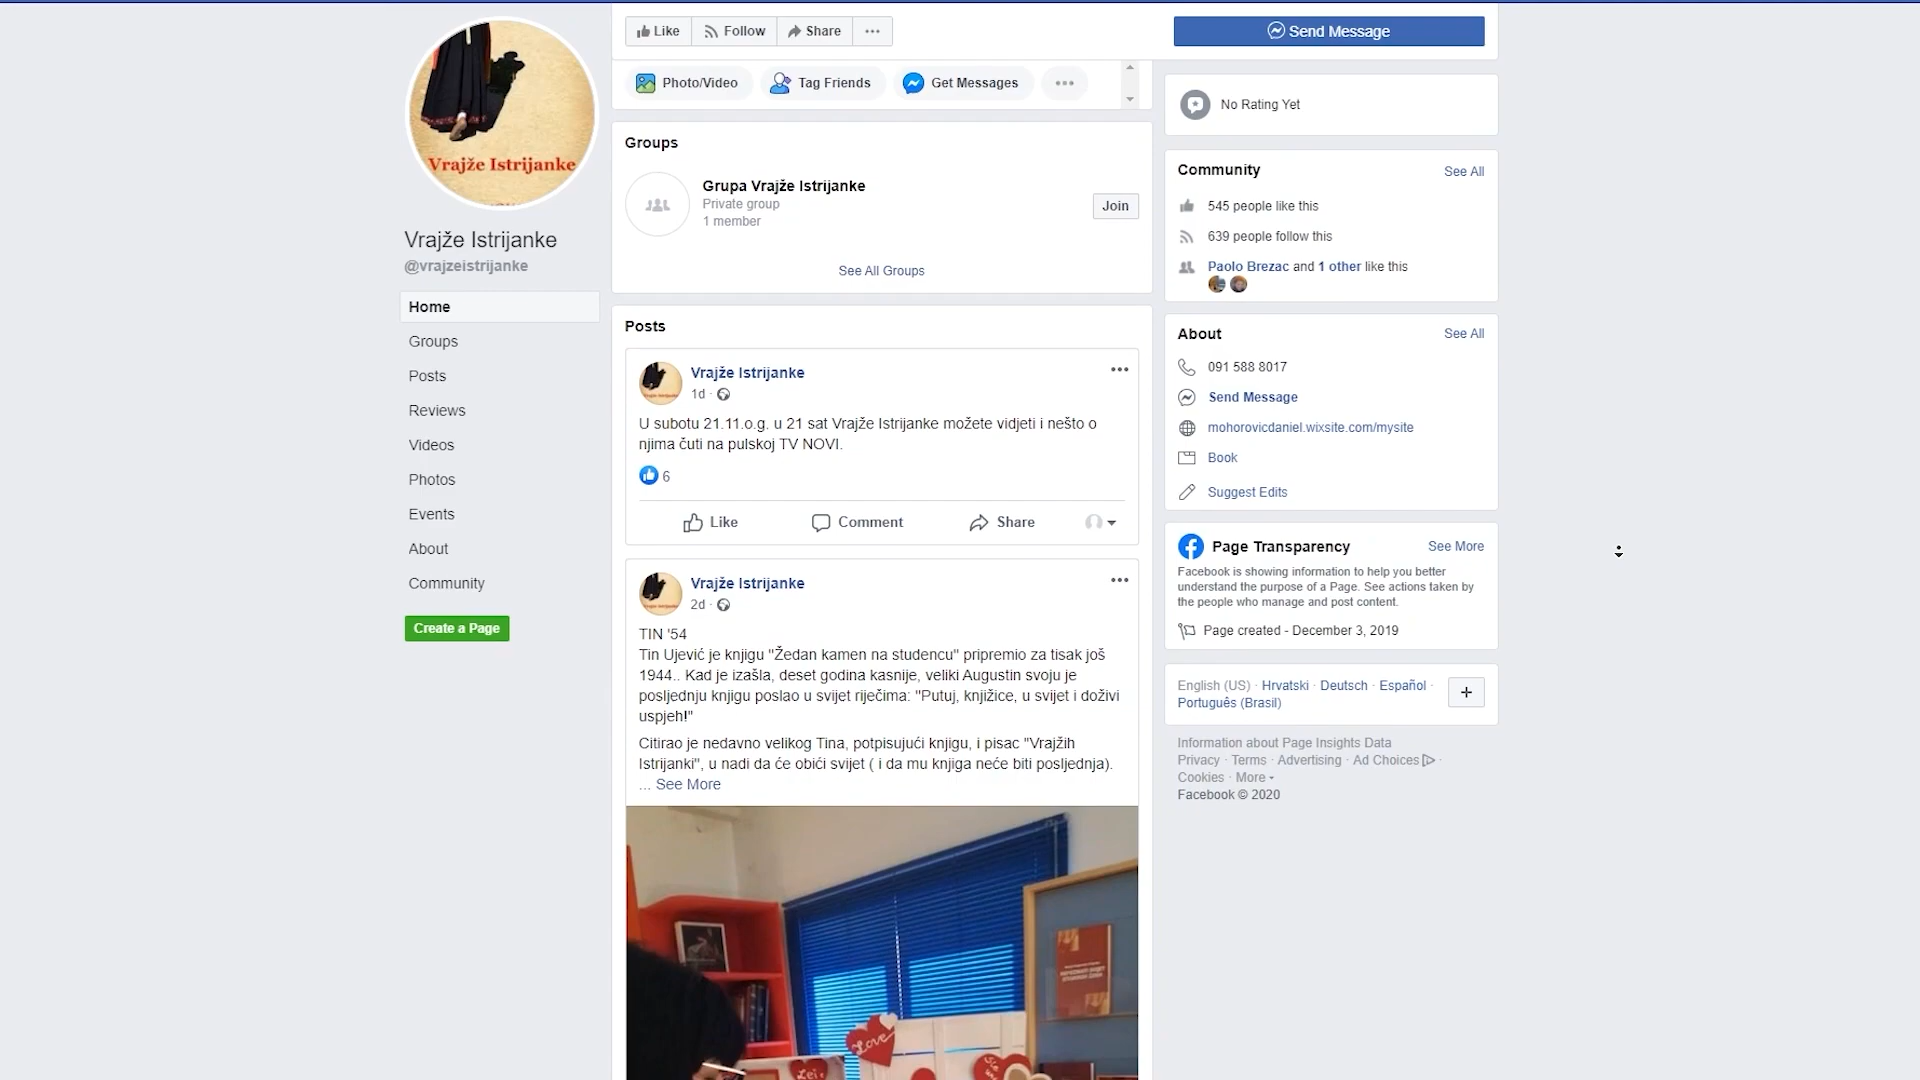 Vrajže Istrijanke
Vrajže Istrijanke
@vrajzeistrijanke
Home
Groups
Posts
Reviews
Videos
Photos
Events
About
Community
Create a Page
Like
Follow
Share
Send Message
Photo/Video
Tag Friends
Get Messages
Groups
Grupa Vrajže Istrijanke
Private group
1 member
Join
See All Groups
Posts
Vrajže Istrijanke
1d ·
U subotu 21.11.o.g. u 21 sat Vrajže Istrijanke možete vidjeti i nešto o
njima čuti na pulskoj TV NOVI.
6
Like
Comment
Share
Vrajže Istrijanke
2d ·
TIN '54
Tin Ujević je knjigu "Žedan kamen na studencu" pripremio za tisak još
1944.. Kad je izašla, deset godina kasnije, veliki Augustin svoju je
posljednju knjigu poslao u svijet riječima: "Putuj, knjižice, u svijet i doživi
uspjeh!"
Citirao je nedavno velikog Tina, potpisujući knjigu, i pisac "Vrajžih
Istrijanki", u nadi da će obići svijet ( i da mu knjiga neće biti posljednja).
... See More
Love
No Rating Yet
Community
See All
545 people like this
639 people follow this
Paolo Brezac and 1 other like this
About
See All
091 588 8017
Send Message
mohorovicdaniel.wixsite.com/mysite
Book
Suggest Edits
Page Transparency
See More
Facebook is showing information to help you better
understand the purpose of a Page. See actions taken by
the people who manage and post content.
Page created - December 3, 2019
English (US) · Hrvatski · Deutsch · Español ·
Português (Brasil)
Information about Page Insights Data
Privacy · Terms · Advertising · Ad Choices ·
Cookies · More
Facebook © 2020